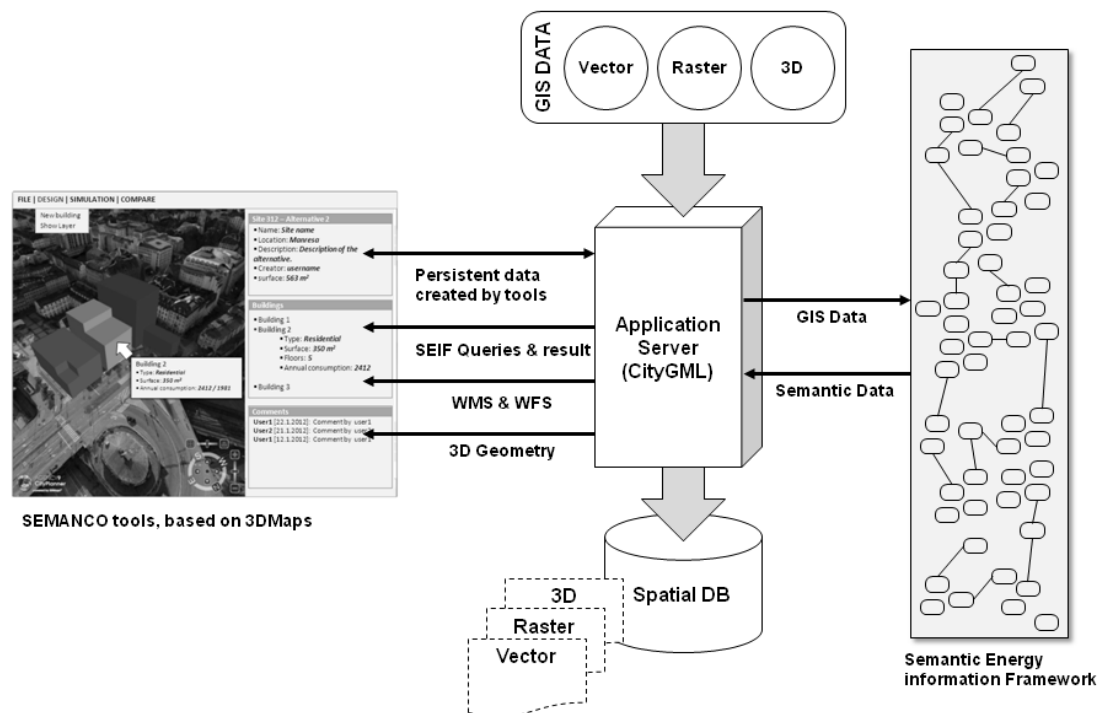 GIS DATA
Vector
Raster
3D
FILE | DESIGN | SIMULATION | COMPARE
New building
Show Layer
Site 312 – Alternative 2
▪ Name: Site name
▪ Location: Manresa
▪ Description: Description of the
alternative.
▪ Creator: username
▪ surface: 563 m²
Buildings
▪ Building 1
▪ Building 2
▪ Type: Residential
▪ Surface: 350 m²
▪ Floors: 5
▪ Annual consumption: 2412
▪ Building 3
Building 2
▪ Type: Residential
▪ Surface: 350 m²
▪ Annual consumption: 2412 / 1981
Comments
User1 [22.1.2012]: Comment by user1
User2 [21.1.2012]: Comment by
User1 [12.1.2012]: Comment by user1
CityPlanner
SEMANCO tools, based on 3DMaps
Persistent data
created by tools
SEIF Queries & result
WMS & WFS
3D Geometry
Application
Server
(CityGML)
GIS Data
Semantic Data
Spatial DB
3D
Raster
Vector
Semantic Energy
information Framework